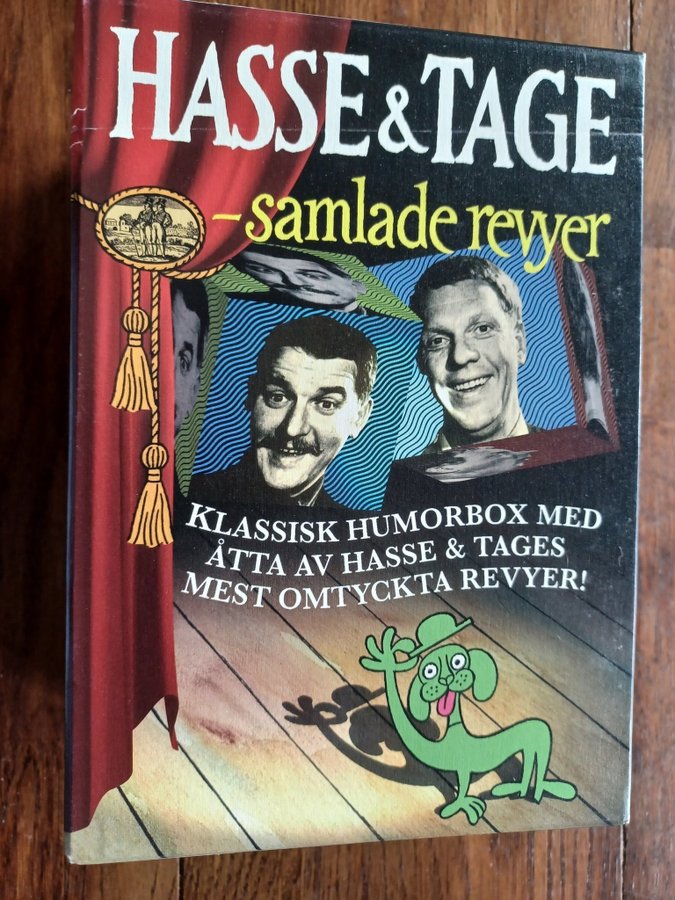 HASSE & TAGE
– samlade revyer
KLASSISK HUMORBOX MED
ÅTTA AV HASSE & TAGES
MEST OMTYCKTA REVYER!